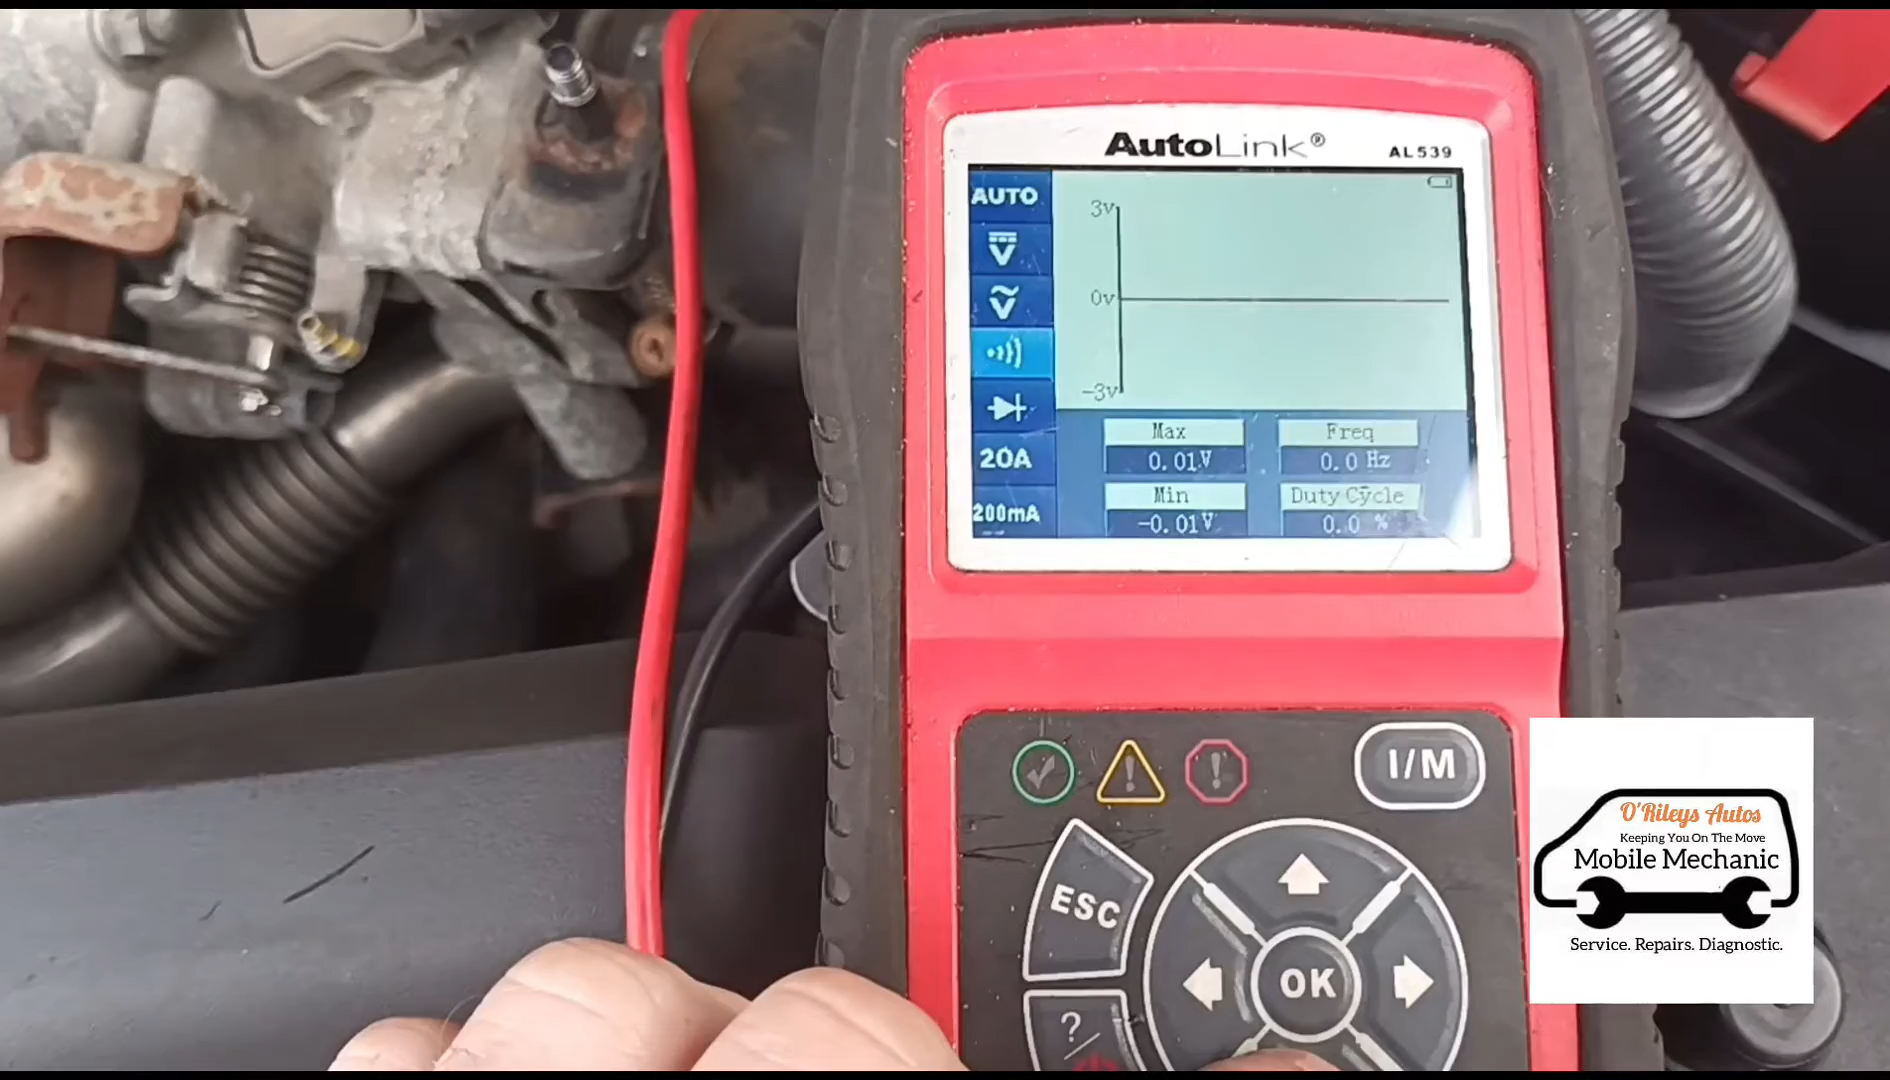 AutoLink®
AL539
AUTO
3v
0v
-3v
20A
200mA
Max
Freq
0.01V
0.0 Hz
Min
Duty Cycle
-0.01V
0.0 %
I/M
ESC
OK
?
O'Rileys Autos
Keeping You On The Move
Mobile Mechanic
Service. Repairs. Diagnostic.